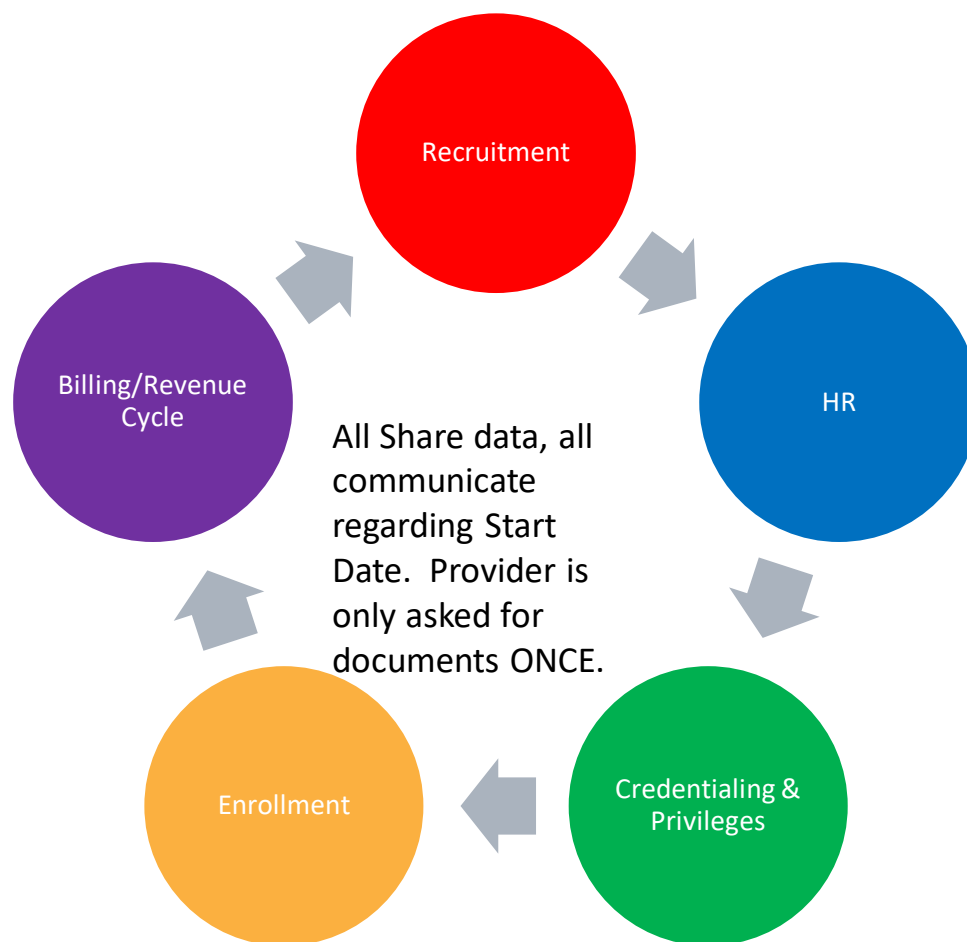 Recruitment
HR
Billing/Revenue
Cycle
All Share data, all
communicate
regarding Start
Date.  Provider is
only asked for
documents ONCE.
Credentialing &
Privileges
Enrollment